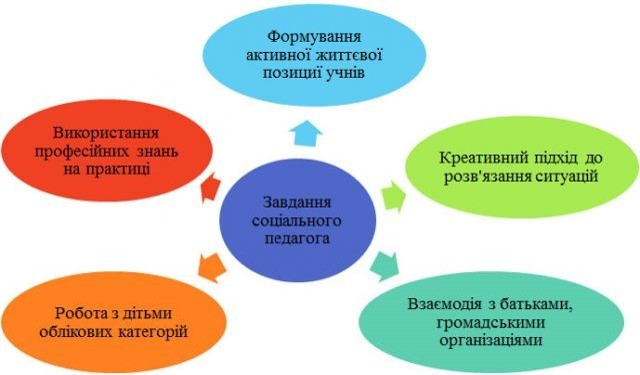 Формування
активної життєвої
позиції учнів
Використання
професійних знань
на практиці
Креативний підхід до
розв'язання ситуацій
Завдання
соціального
педагога
Робота з дітьми
облікових категорій
Взаємодія з батьками,
громадськими
організаціями